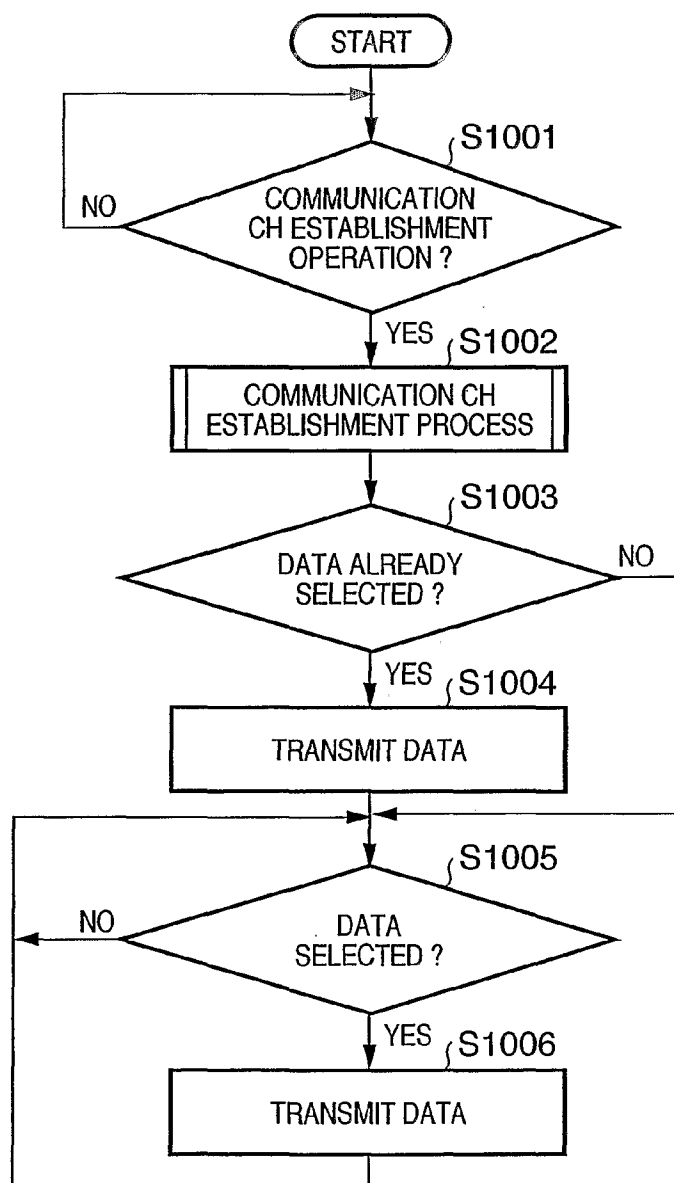 START
S1001
COMMUNICATION
CH ESTABLISHMENT
OPERATION ?
NO
YES
S1002
COMMUNICATION CH
ESTABLISHMENT PROCESS
S1003
DATA ALREADY
SELECTED ?
NO
YES
S1004
TRANSMIT DATA
S1005
DATA
SELECTED ?
NO
YES
S1006
TRANSMIT DATA